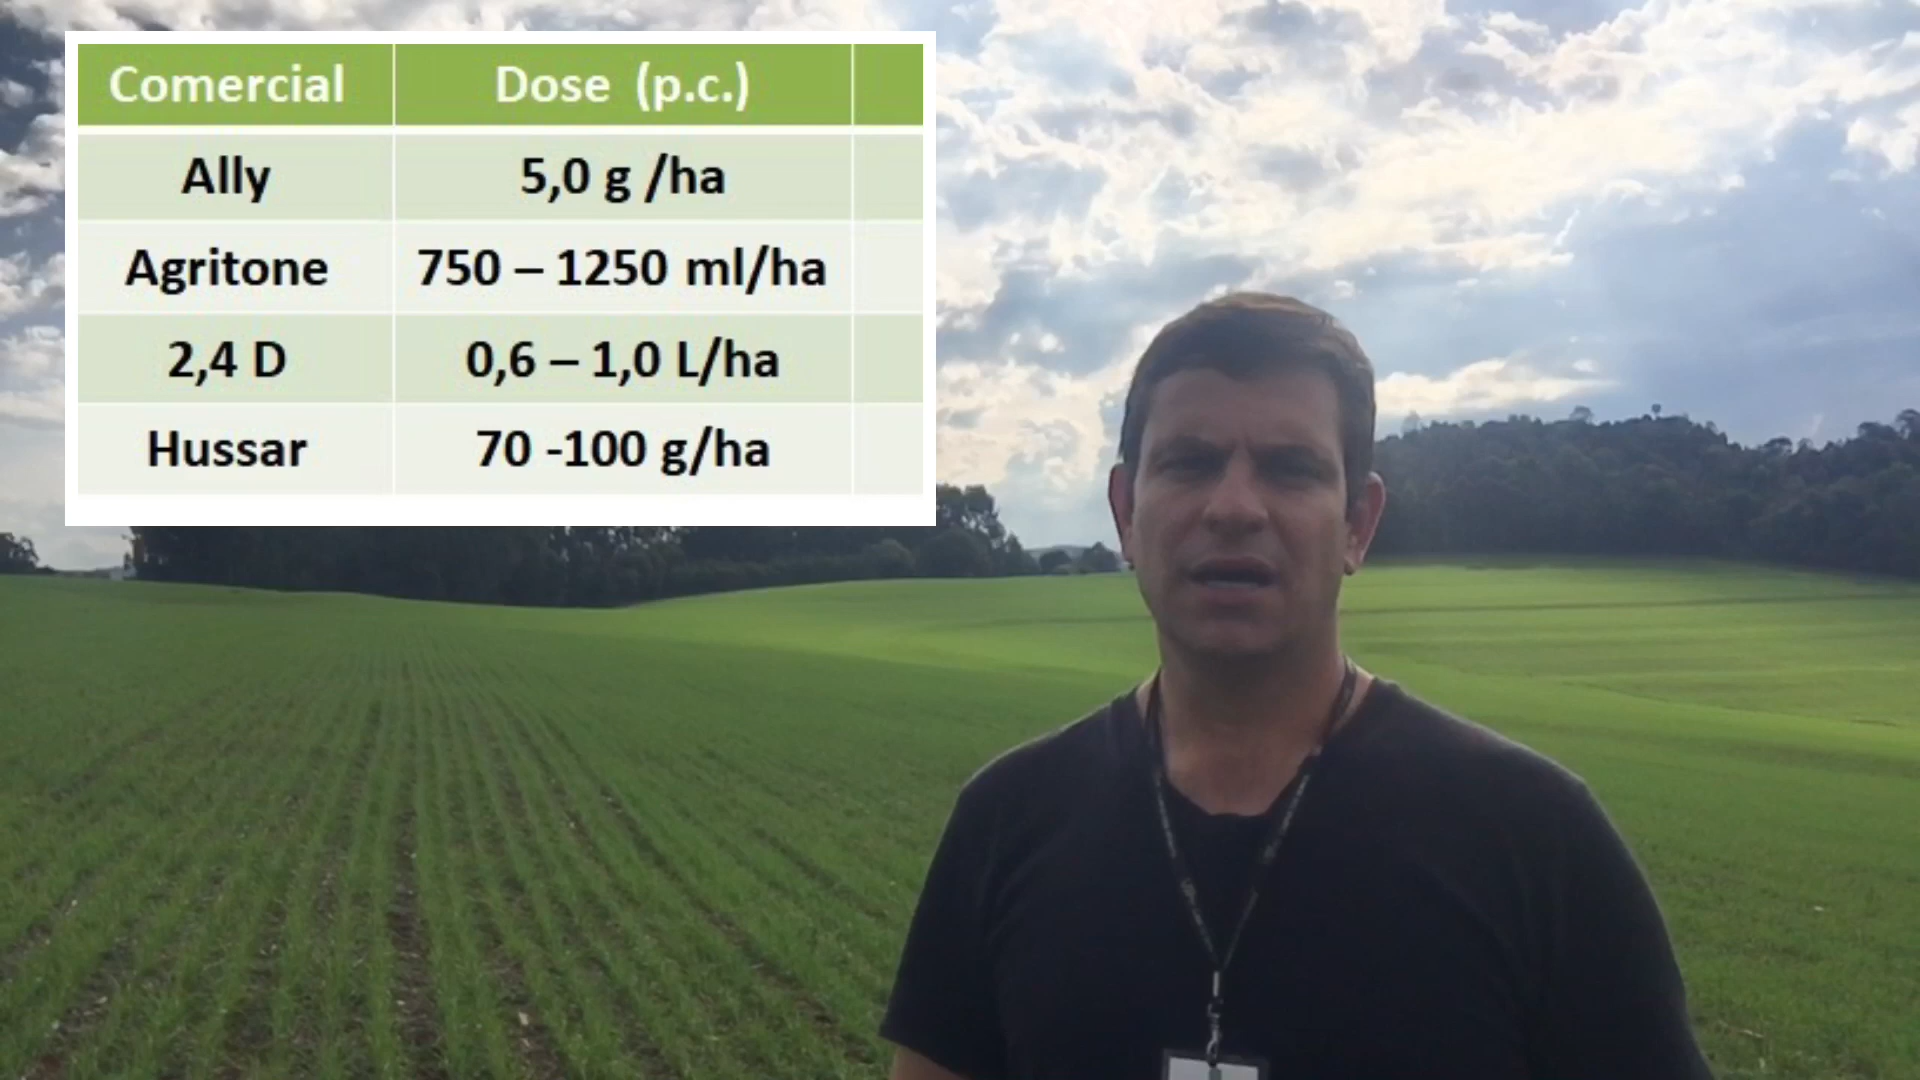 Comercial Dose (p.c.)
Ally 5,0 g /ha
Agritone 750 – 1250 ml/ha
2,4 D 0,6 – 1,0 L/ha
Hussar 70 -100 g/ha